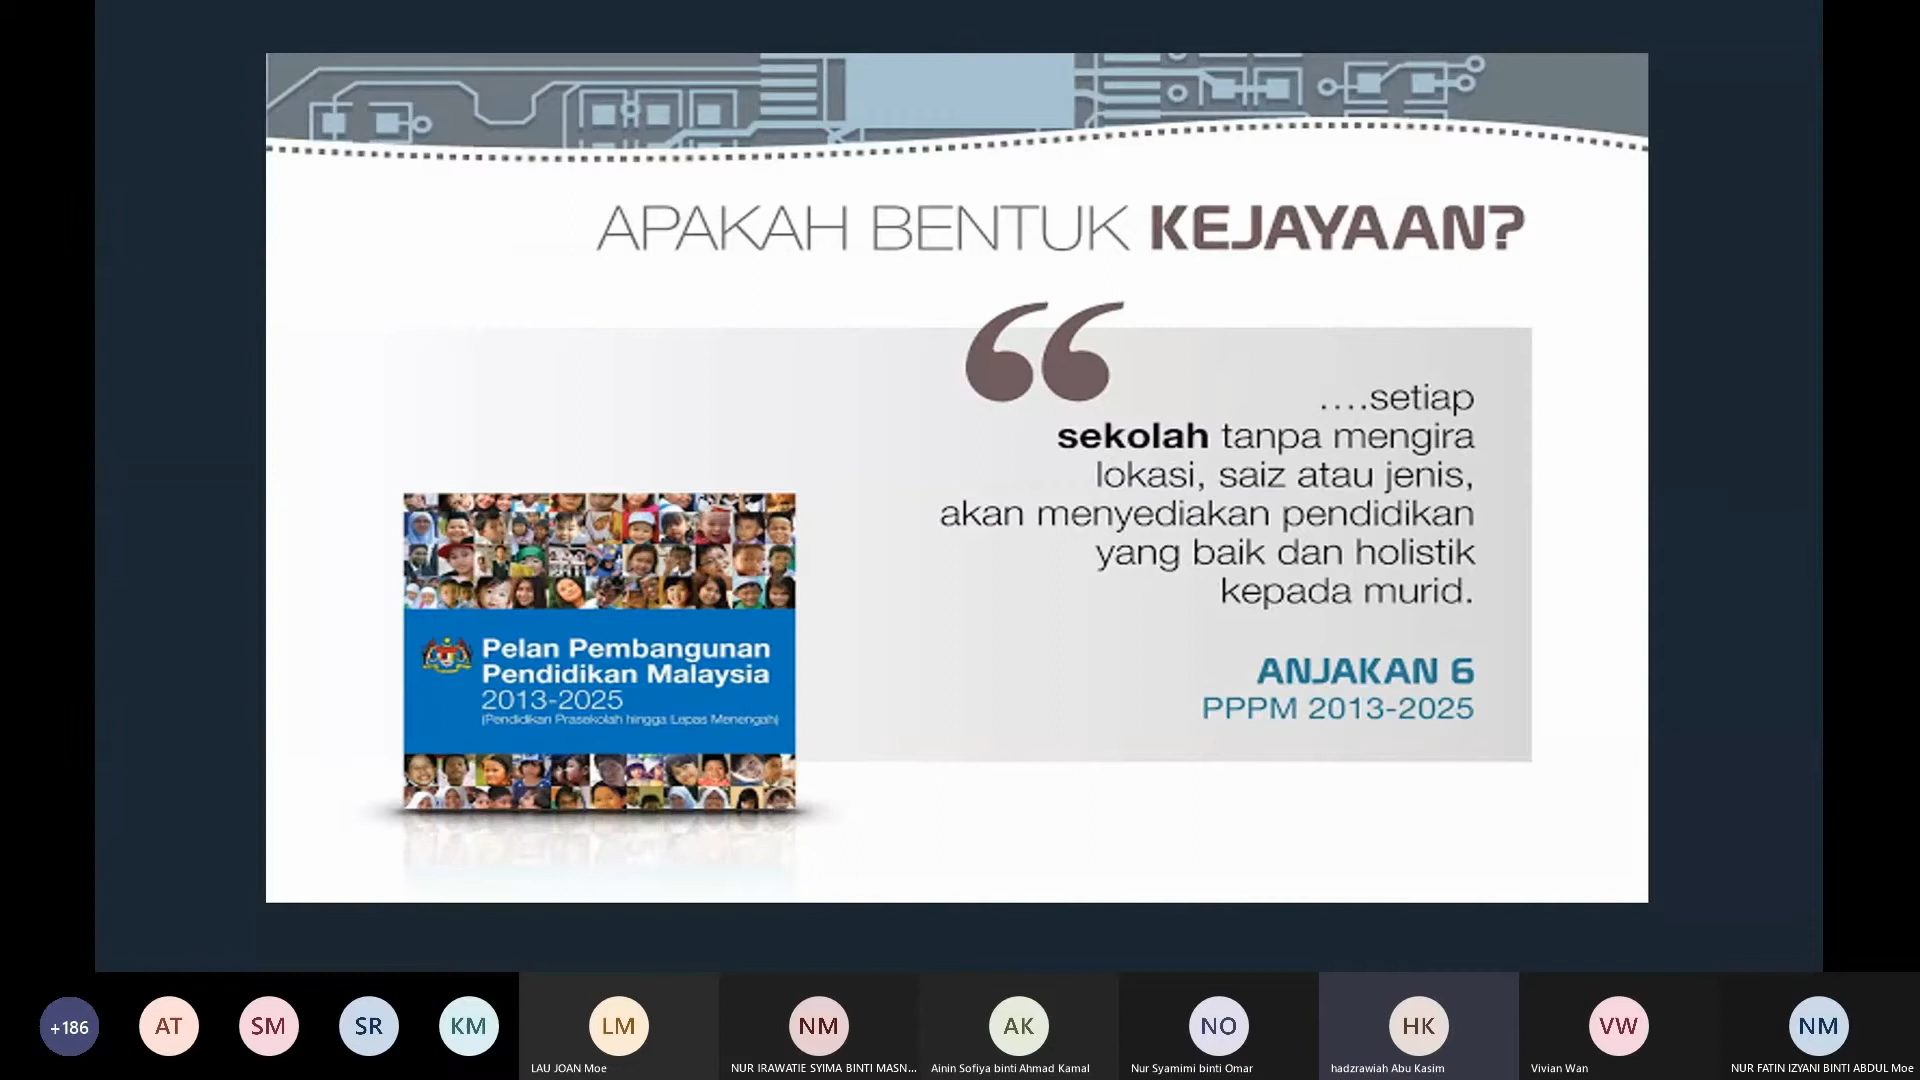 APAKAH BENTUK KEJAYAAN?
“
....setiap
sekolah tanpa mengira
lokasi, saiz atau jenis,
akan menyediakan pendidikan
yang baik dan holistik
kepada murid.
ANJAKAN 6
PPPM 2013-2025
Pelan Pembangunan
Pendidikan Malaysia
2013-2025
(Pendidikan Prasekolah hingga Lepas Menengah)
+186
AT
SM
SR
KM
LM
NM
AK
NO
HK
VW
NM
LAU JOAN Moe
NUR IRAWATIE SYIMA BINTI MASN...
Ainin Sofiya binti Ahmad Kamal
Nur Syamimi binti Omar
hadzrawiah Abu Kasim
Vivian Wan
NUR FATIN IZYANI BINTI ABDUL Moe